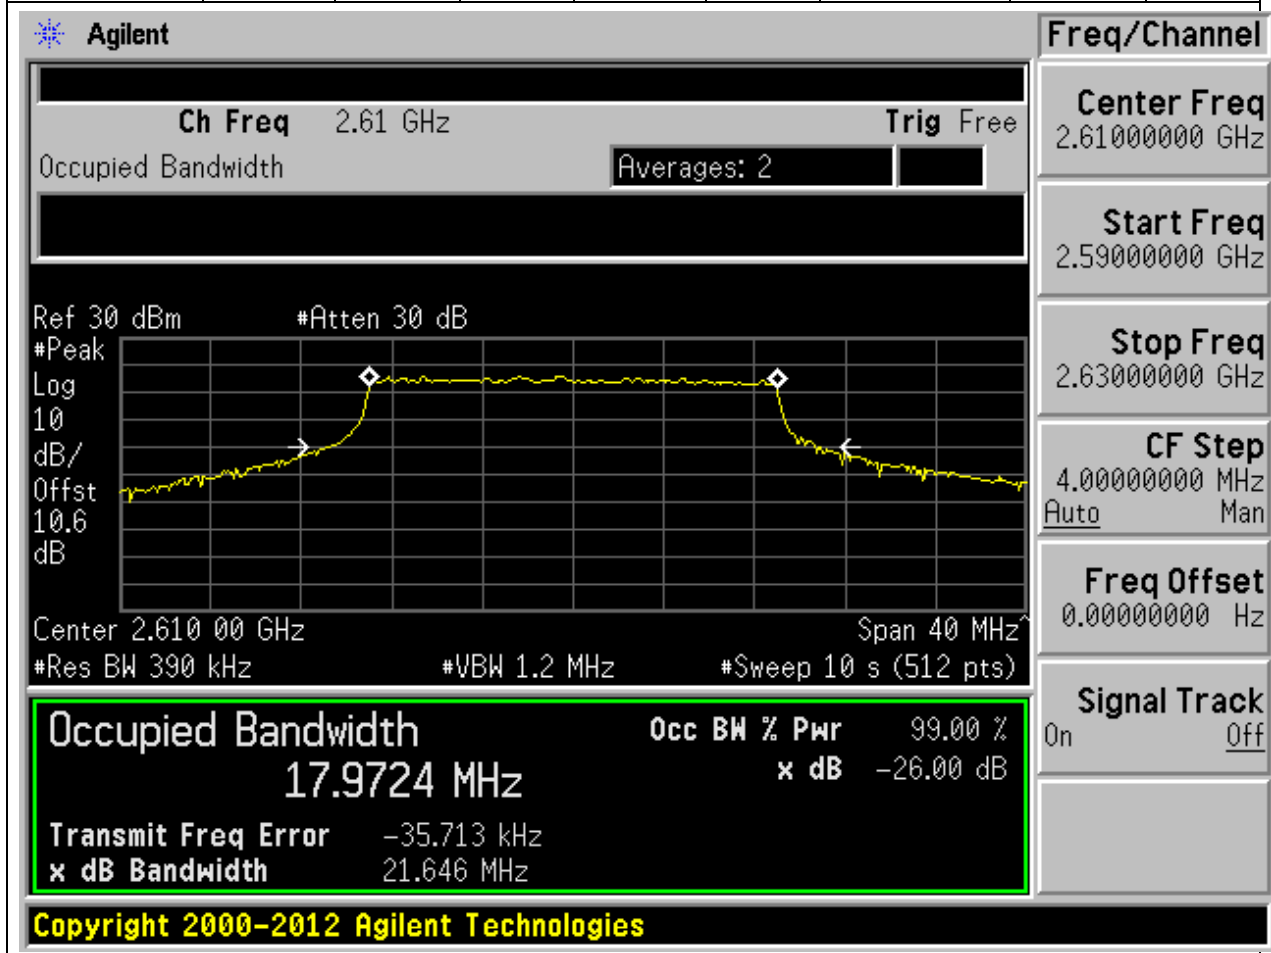 Agilent
Freq/Channel
Ch Freq 2.61 GHz Trig Free
Occupied Bandwidth Averages: 2
Center Freq
2.61000000 GHz
Start Freq
2.59000000 GHz
Stop Freq
2.63000000 GHz
CF Step
4.00000000 MHz
Auto Man
Freq Offset
0.00000000 Hz
Signal Track
On Off
Ref 30 dBm #Atten 30 dB
#Peak
Log
10
dB/
Offst
10.6
dB
Center 2.610 00 GHz Span 40 MHz^
#Res BW 390 kHz #VBW 1.2 MHz #Sweep 10 s (512 pts)
Occupied Bandwidth
17.9724 MHz
Occ BW % Pwr 99.00 %
x dB -26.00 dB
Transmit Freq Error -35.713 kHz
x dB Bandwidth 21.646 MHz
Copyright 2000-2012 Agilent Technologies